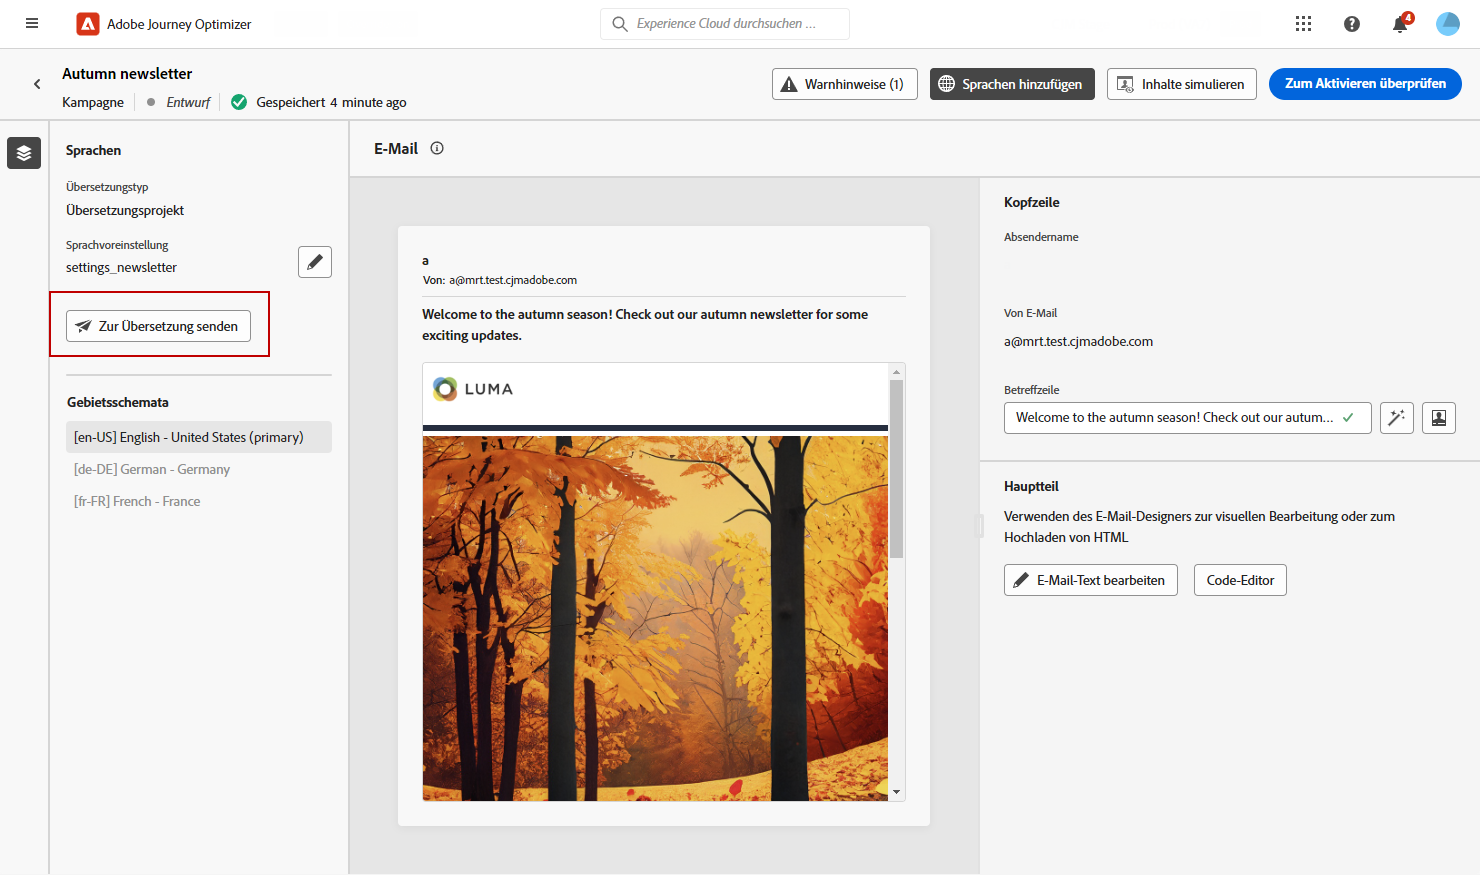 Adobe Journey Optimizer
Experience Cloud durchsuchen ...
4
Autumn newsletter
Kampagne
Entwurf
Gespeichert 4 minute ago
Warnhinweise (1)
Sprachen hinzufügen
Inhalte simulieren
Zum Aktivieren überprüfen
Sprachen
Übersetzungstyp
Übersetzungsprojekt
Sprachvoreinstellung
settings_newsletter
Zur Übersetzung senden
Gebietsschemata
[en-US] English - United States (primary)
[de-DE] German - Germany
[fr-FR] French - France
E-Mail
a
Von: a@mrt.test.cjmadobe.com
Welcome to the autumn season! Check out our autumn newsletter for some
exciting updates.
LUMA
Kopfzeile
Absendername
Von E-Mail
a@mrt.test.cjmadobe.com
Betreffzeile
Welcome to the autumn season! Check out our autum...
Hauptteil
Verwenden des E-Mail-Designers zur visuellen Bearbeitung oder zum
Hochladen von HTML
E-Mail-Text bearbeiten
Code-Editor